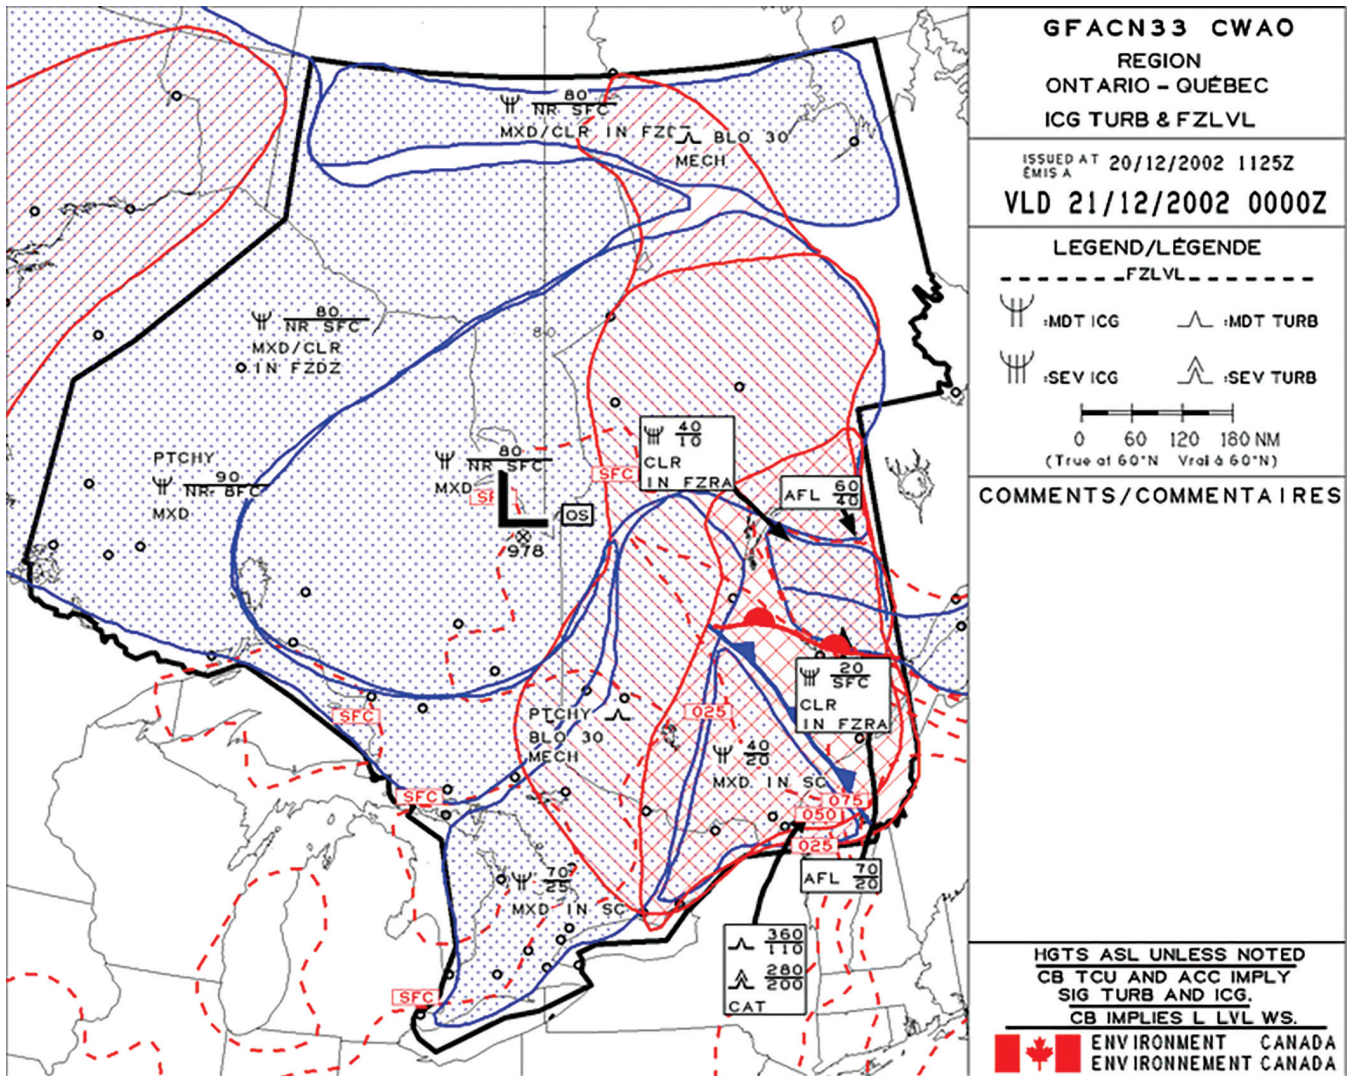 GFACN33 CWAO
REGION
ONTARIO – QUÉBEC
ICG TURB & FZLVL
ISSUED AT 20/12/2002 1125Z
ÉMIS A
VLD 21/12/2002 0000Z
LEGEND/LÉGENDE
FZLVL
:MDT ICG
:MDT TURB
:SEV ICG
:SEV TURB
0 60 120 180 NM
(True at 60°N Vrai à 60°N)
COMMENTS/COMMENTAIRES
HGTS ASL UNLESS NOTED
CB TCU AND ACC IMPLY
SIG TURB AND ICG.
CB IMPLIES L LVL WS.
ENVIRONMENT CANADA
ENVIRONNEMENT CANADA
80
NR SFC
MXD/CLR IN
BLO 30
MECH
80
NR SFC
MXD/CLR
IN FZDZ
80
PTCHY
90
NR
MXD
80
NR SFC
MXD
SFC
OS
978
40
10
CLR
IN FZRA
AFL 60
40
20
SFC
CLR
IN FZRA
PTCHY
BLO 30
MECH
025
40
20
MXD IN SC
075
050
025
SFC
SFC
70
25
MXD IN SC
AFL 70
20
360
110
280
200
CAT
SFC